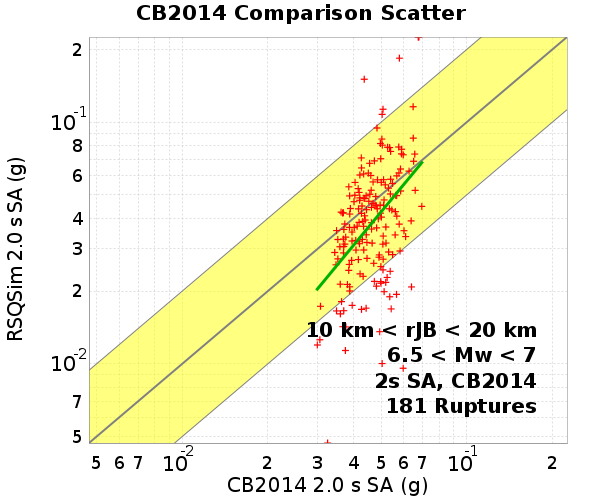 CB2014 Comparison Scatter
RSQSim 2.0 s SA (g)
2
10-1
8
6
4
3
2
10-2
7
5
10 km < rJB < 20 km
6.5 < Mw < 7
2s SA, CB2014
181 Ruptures
5 6 7 10-2 2 3 4 5 6 7 10-1 2
CB2014 2.0 s SA (g)